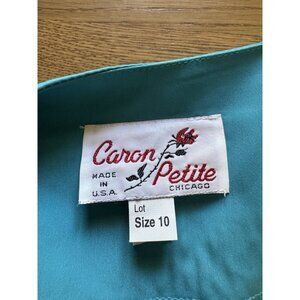 Caron
MADE IN U.S.A.
Petite
CHICAGO
Lot
Size 10